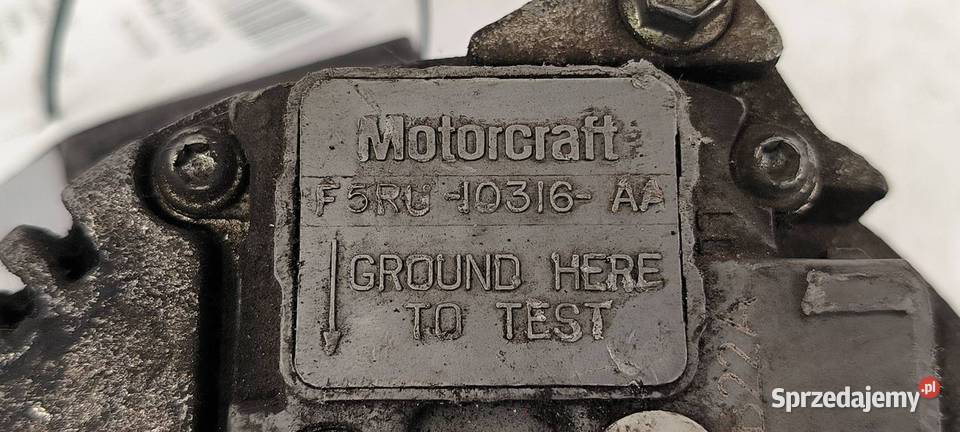 Motorcraft
F5RU-10316-AA
GROUND HERE
TO TEST
Sprzedajemy.pl